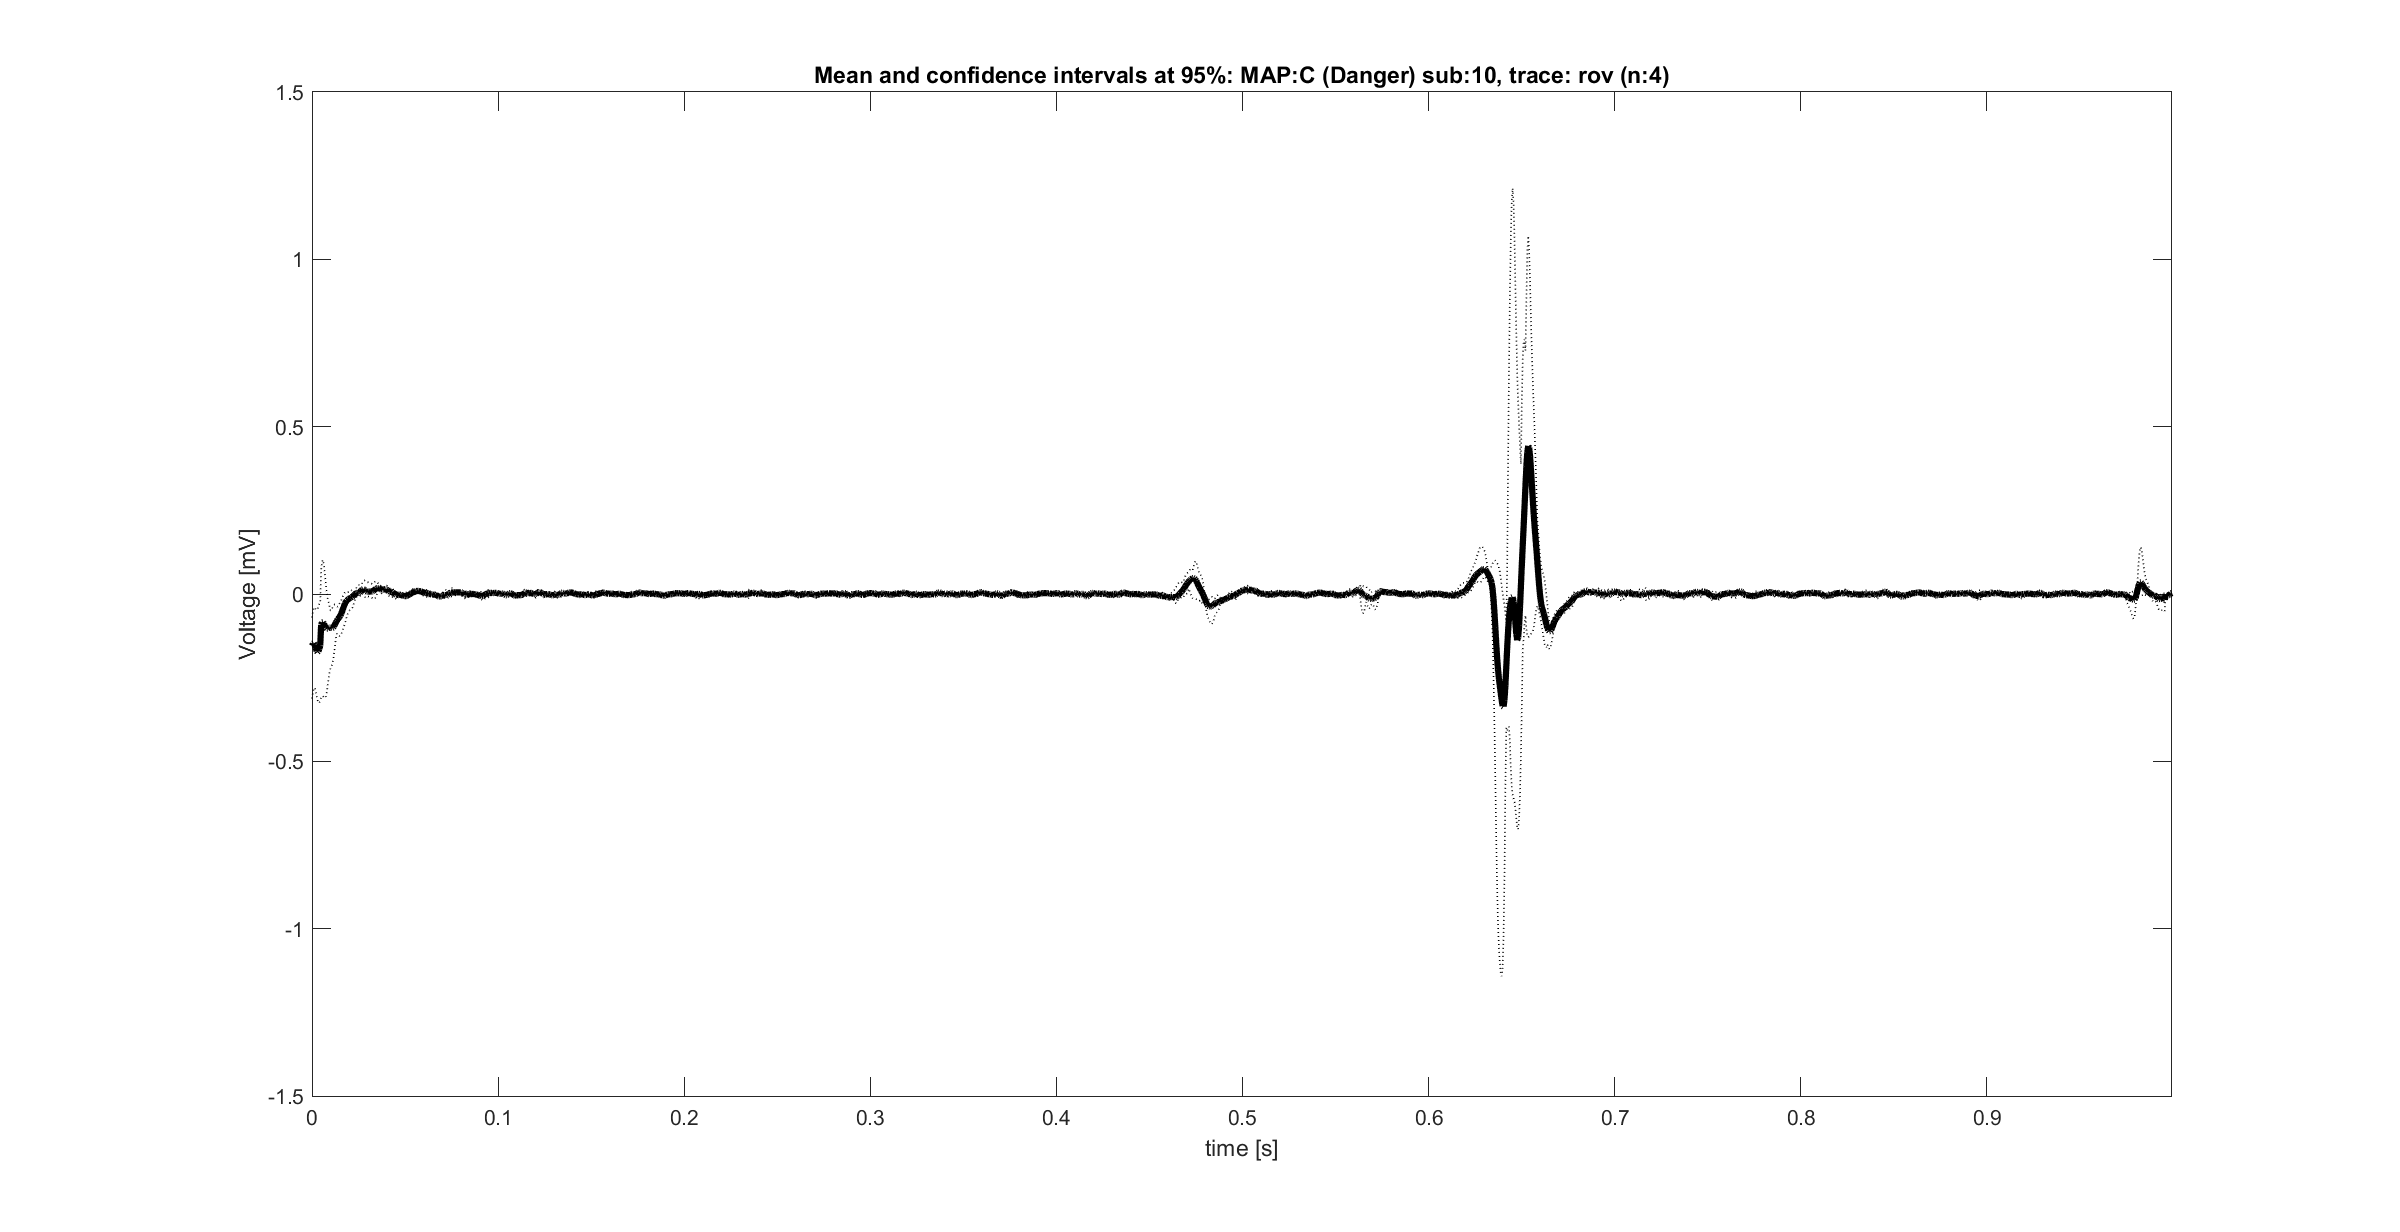 Mean and confidence intervals at 95%: MAP:C (Danger) sub:10, trace: rov (n:4)
1.5
1
0.5
0
-0.5
-1
-1.5
Voltage [mV]
0 0.1 0.2 0.3 0.4 0.5 0.6 0.7 0.8 0.9
time [s]